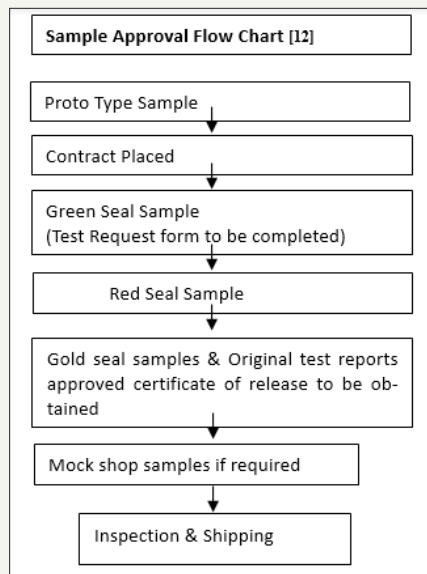 Sample Approval Flow Chart [12]
Proto Type Sample
Contract Placed
Green Seal Sample
(Test Request form to be completed)
Red Seal Sample
Gold seal samples & Original test reports
approved certificate of release to be ob-
tained
Mock shop samples if required
Inspection & Shipping